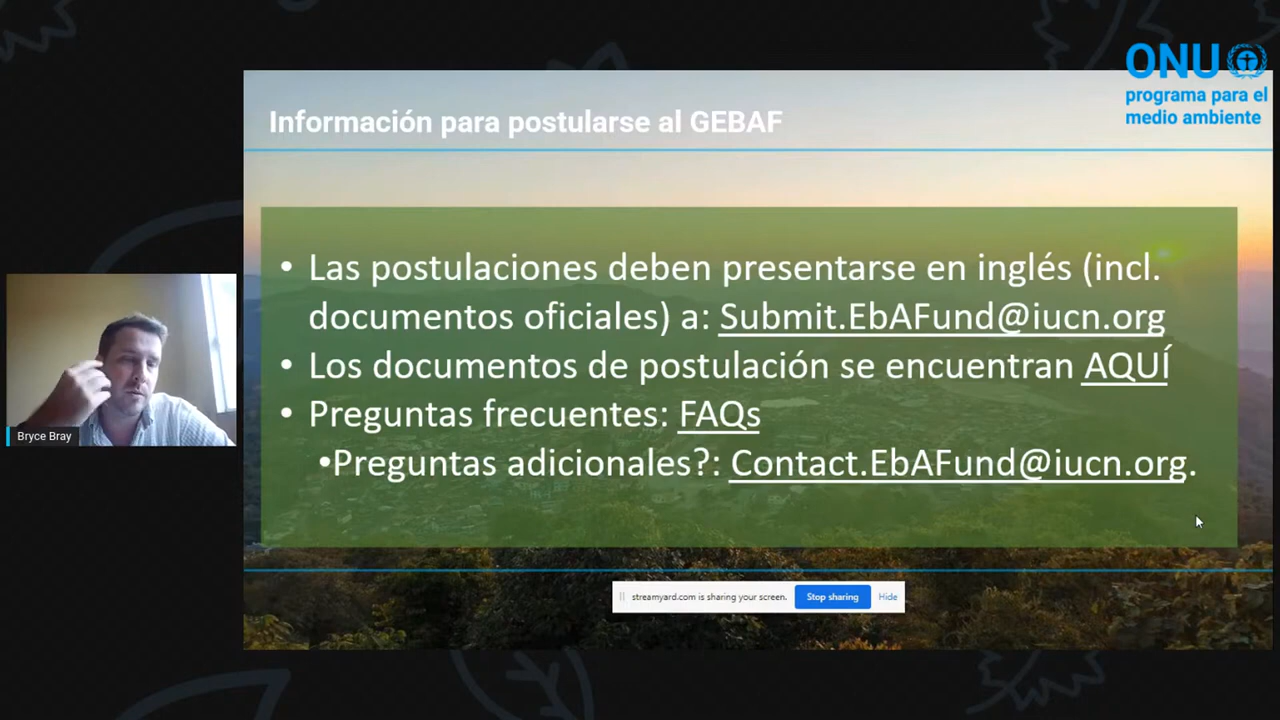 ONU
programa para el
medio ambiente
Información para postularse al GEBAF
• Las postulaciones deben presentarse en inglés (incl.
documentos oficiales) a: Submit.EbAFund@iucn.org
• Los documentos de postulación se encuentran AQUÍ
• Preguntas frecuentes: FAQs
•Preguntas adicionales?: Contact.EbAFund@iucn.org.
Bryce Bray
streamyard.com is sharing your screen. Stop sharing Hide